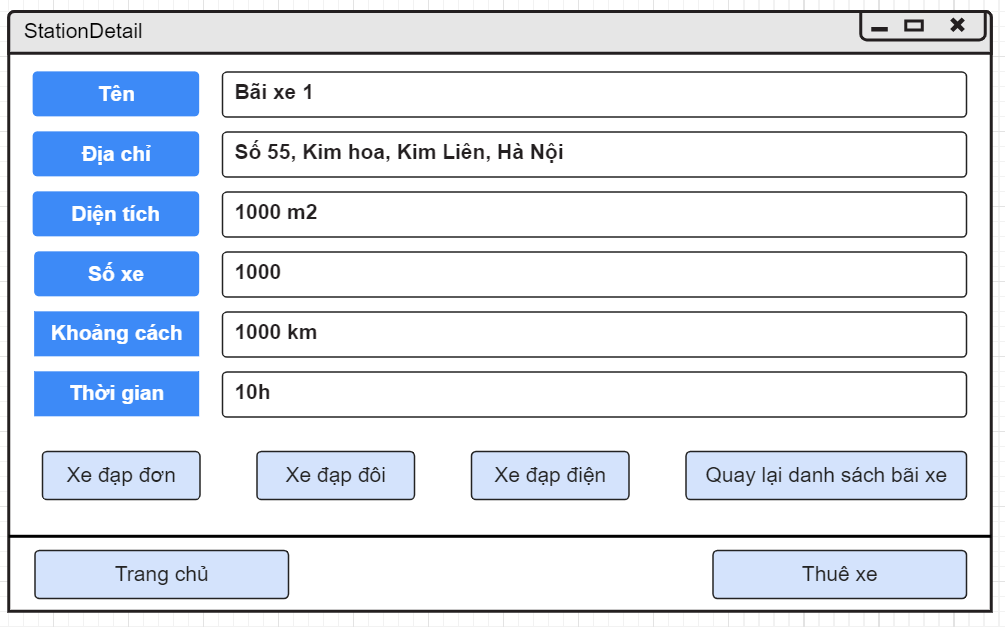 StationDetail
Tên
Bãi xe 1
Địa chỉ
Số 55, Kim hoa, Kim Liên, Hà Nội
Diện tích
1000 m2
Số xe
1000
Khoảng cách
1000 km
Thời gian
10h
Xe đạp đơn
Xe đạp đôi
Xe đạp điện
Quay lại danh sách bãi xe
Trang chủ
Thuê xe